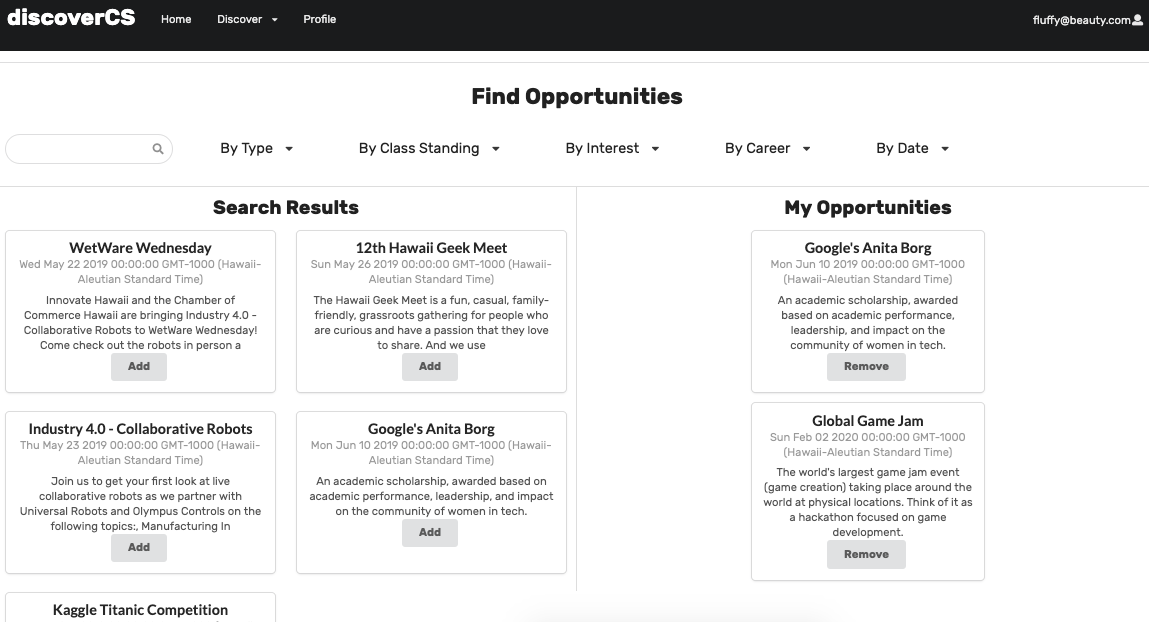 discoverCS
Home
Discover
Profile
fluffy@beauty.com
Find Opportunities
By Type
By Class Standing
By Interest
By Career
By Date
Search Results
WetWare Wednesday
Wed May 22 2019 00:00:00 GMT-1000 (Hawaii-
Aleutian Standard Time)
Innovate Hawaii and the Chamber of
Commerce Hawaii are bringing Industry 4.0 -
Collaborative Robots to WetWare Wednesday!
Come check out the robots in person a
Add
12th Hawaii Geek Meet
Sun May 26 2019 00:00:00 GMT-1000 (Hawaii-
Aleutian Standard Time)
The Hawaii Geek Meet is a fun, casual, family-
friendly, grassroots gathering for people who
are curious and have a passion that they love
to share. And we use
Add
Industry 4.0 - Collaborative Robots
Thu May 23 2019 00:00:00 GMT-1000 (Hawaii-
Aleutian Standard Time)
Join us to get your first look at live
collaborative robots as we partner with
Universal Robots and Olympus Controls on the
following topics:, Manufacturing In
Add
Google's Anita Borg
Mon Jun 10 2019 00:00:00 GMT-1000 (Hawaii-
Aleutian Standard Time)
An academic scholarship, awarded based on
academic performance, leadership, and impact
on the community of women in tech.
Add
Kaggle Titanic Competition
My Opportunities
Google's Anita Borg
Mon Jun 10 2019 00:00:00 GMT-1000
(Hawaii-Aleutian Standard Time)
An academic scholarship, awarded
based on academic performance,
leadership, and impact on the
community of women in tech.
Remove
Global Game Jam
Sun Feb 02 2020 00:00:00 GMT-1000
(Hawaii-Aleutian Standard Time)
The world's largest game jam event
(game creation) taking place around the
world at physical locations. Think of it as
a hackathon focused on game
development.
Remove